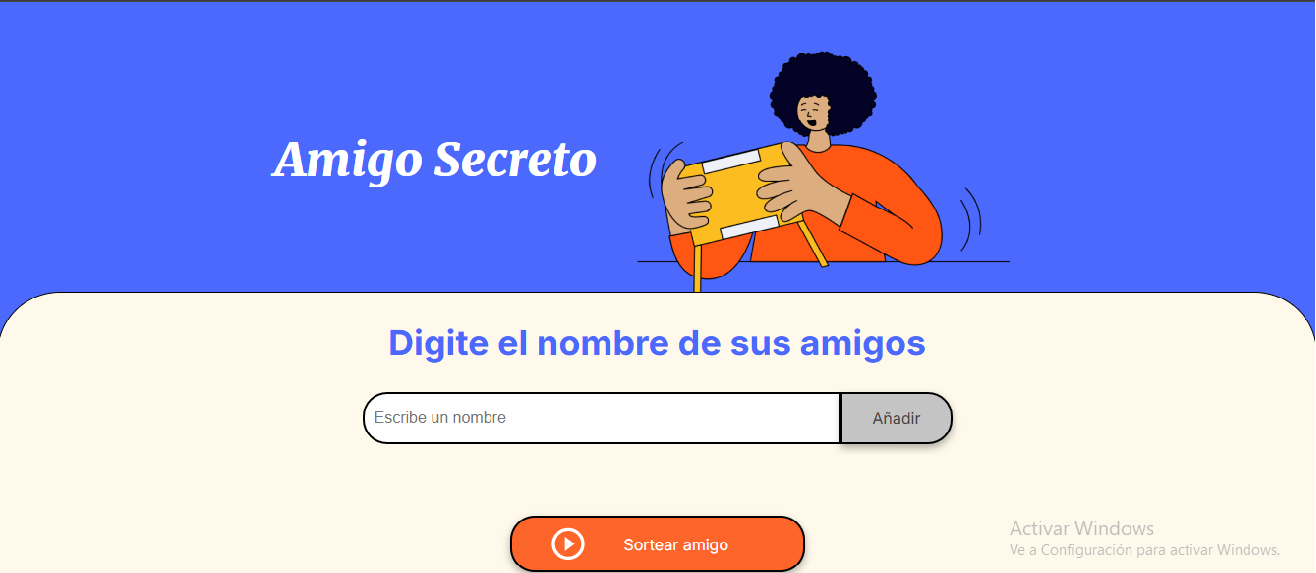 Amigo Secreto
Digite el nombre de sus amigos
Escribe un nombre
Añadir
Sortear amigo
Activar Windows
Ve a Configuración para activar Windows.